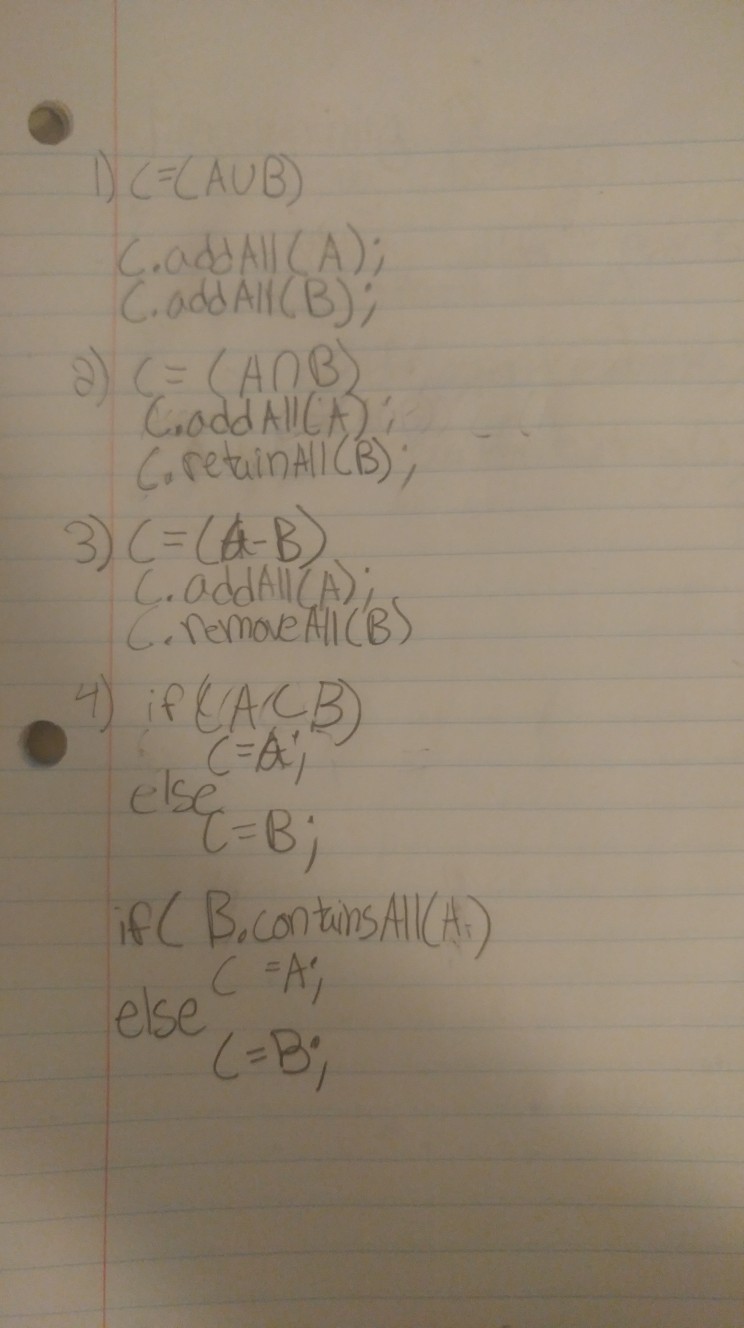 1) C=(A∪B)
C.addAll(A);
C.addAll(B);
2) C=(A∩B)
C.addAll(A);
C.retainAll(B);
3) C=(A-B)
C.addAll(A);
C.removeAll(B)
4) if(A⊂B)
C=A;
else
C=B;
if(B.containsAll(A)
C=A;
else
C=B;